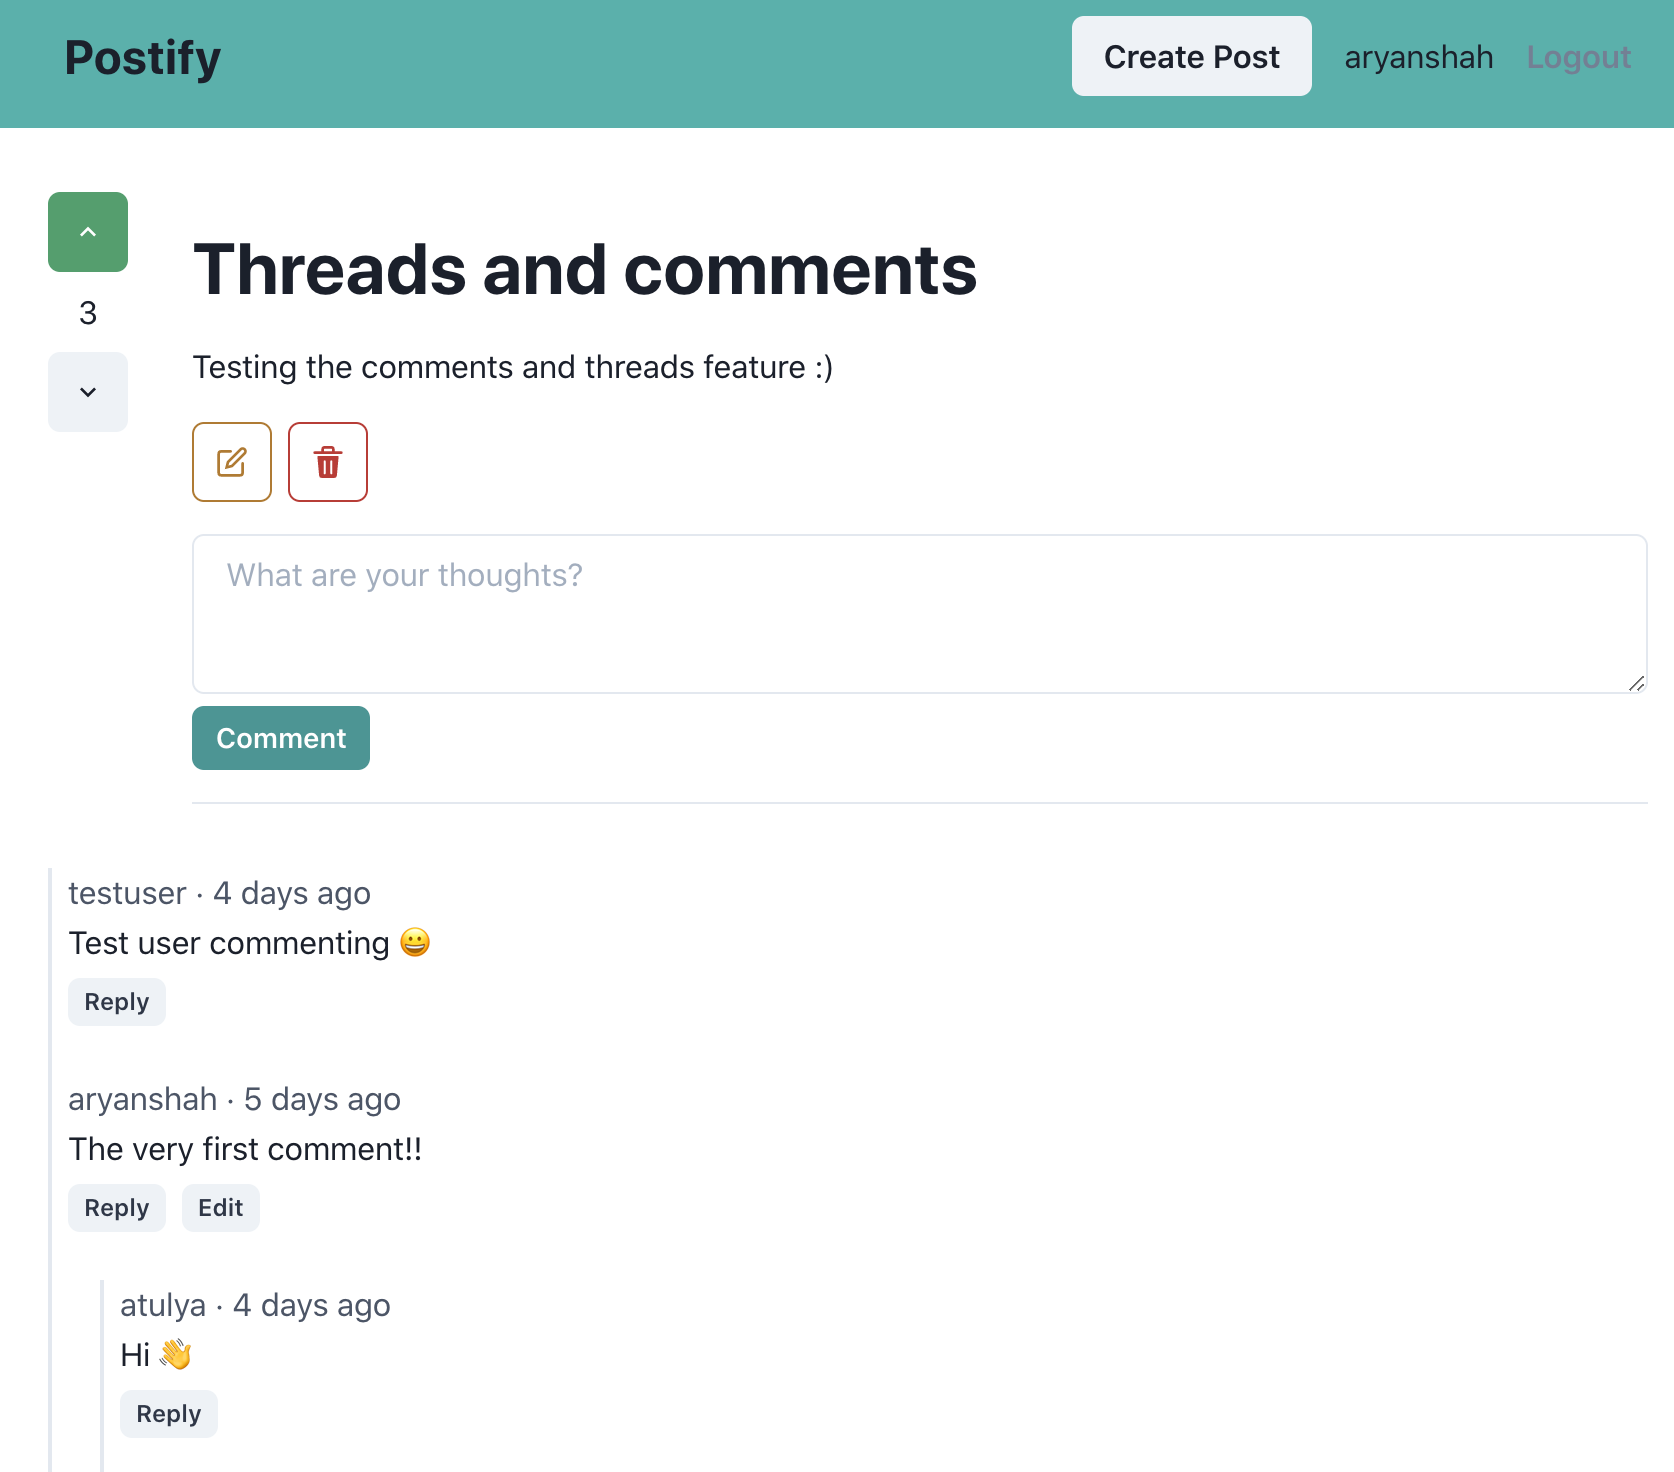 Postify
Create Post aryanshah Logout
3
Threads and comments
Testing the comments and threads feature :)
What are your thoughts?
Comment
testuser · 4 days ago
Test user commenting 😀
Reply
aryanshah · 5 days ago
The very first comment!!
Reply Edit
atulya · 4 days ago
Hi 👋
Reply